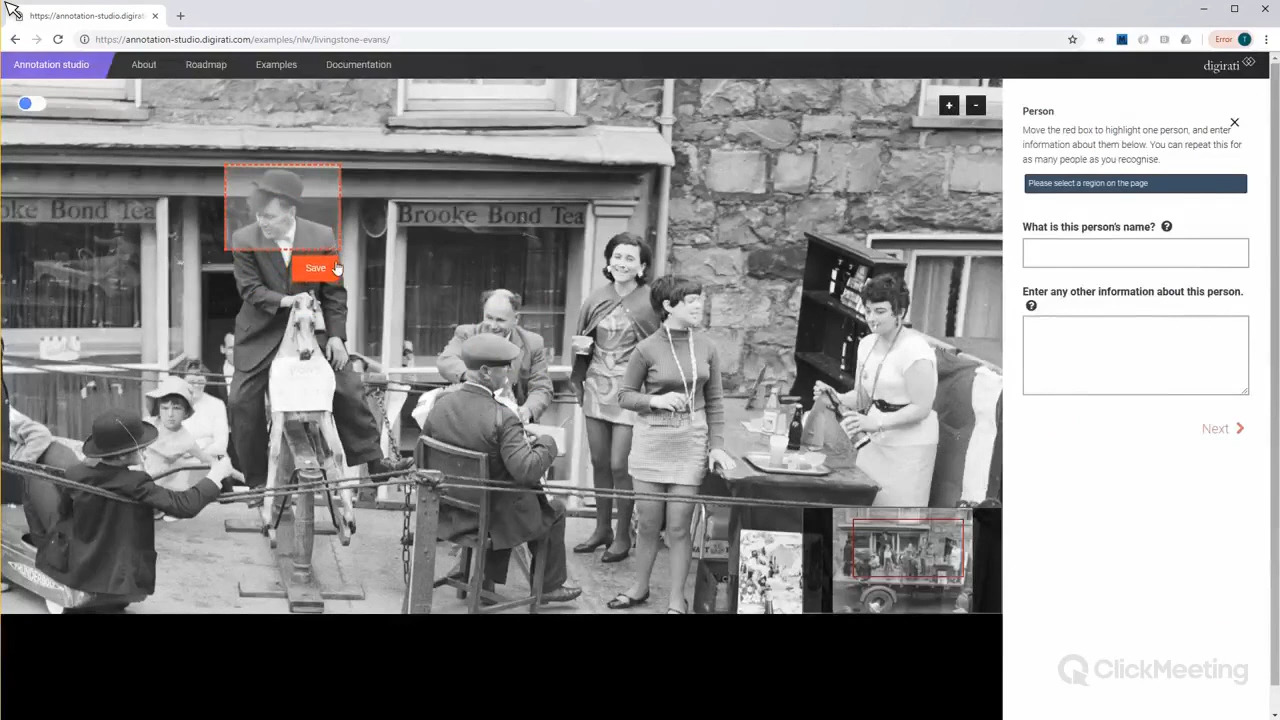 https://annotation-studio.digirati
Error T
https://annotation-studio.digirati.com/examples/nlw/livingstone-evans/
Annotation studio
About
Roadmap
Examples
Documentation
digirati
+
-
Person
Move the red box to highlight one person, and enter
information about them below. You can repeat this for
as many people as you recognise.
Please select a region on the page
What is this person's name? ?
Enter any other information about this person.
?
Next
Save
oke Bond Tea
Brooke Bond Tea
ClickMeeting